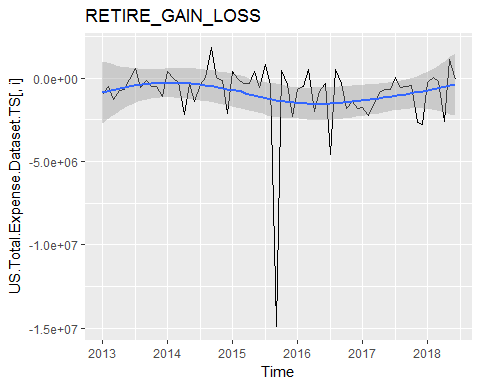 RETIRE_GAIN_LOSS
US.Total.Expense.Dataset.TS[, i]
0.0e+00
-5.0e+06
-1.0e+07
-1.5e+07
2013 2014 2015 2016 2017 2018
Time